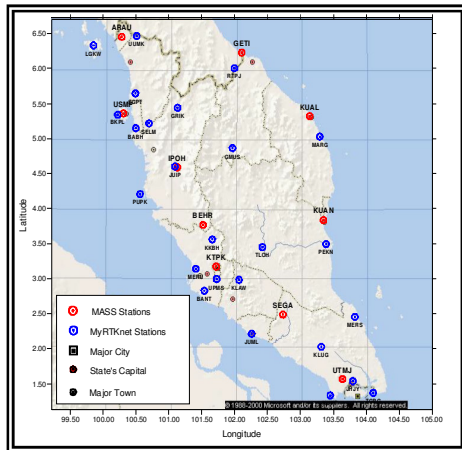 6.50
6.00
5.50
5.00
4.50
4.00
3.50
3.00
2.50
2.00
1.50
Latitude
ARAU
UUMK
LGKW
GETI
RTPJ
USMP
SGPT
BKPL
BABH
SELM
GRIK
KUAL
MARG
GMUS
IPOH
JUIP
PUPK
BEHR
KUAN
PEKN
KKBH
TLOH
KTPK
MERU
UPMS
KLAW
BANT
SEGA
MERS
JUML
KLUG
UTMJ
JRJY
MASS Stations
MyRTKnet Stations
Major City
State's Capital
Major Town
©1988-2000 Microsoft and/or its suppliers. All rights reserved.
99.50 100.00 100.50 101.00 101.50 102.00 102.50 103.00 103.50 104.00 104.50 105.00
Longitude